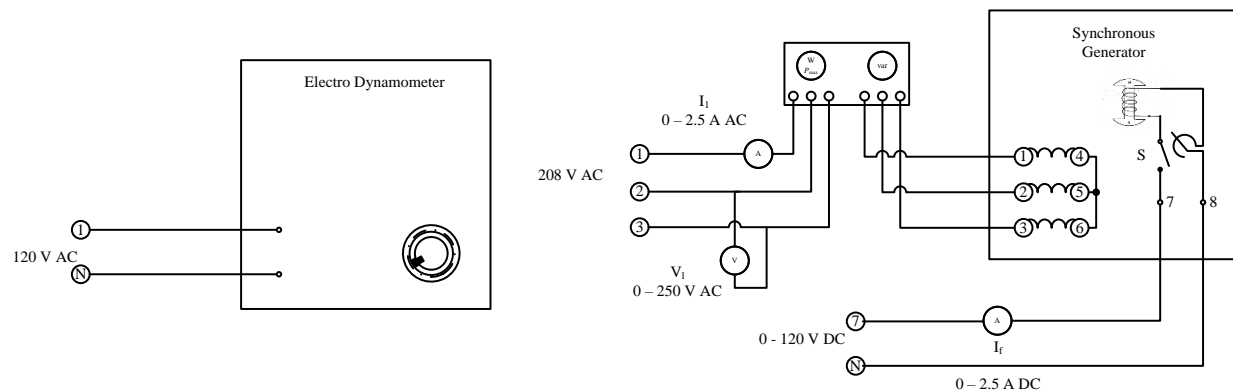 Electro Dynamometer
1
120 V AC
N
I1
0 – 2.5 A AC
W
Pmax
var
A
1
208 V AC
2
3
V
V1
0 – 250 V AC
Synchronous
Generator
S
1 4
2 5
3 6
7
8
7
0 - 120 V DC
A
If
N
0 – 2.5 A DC